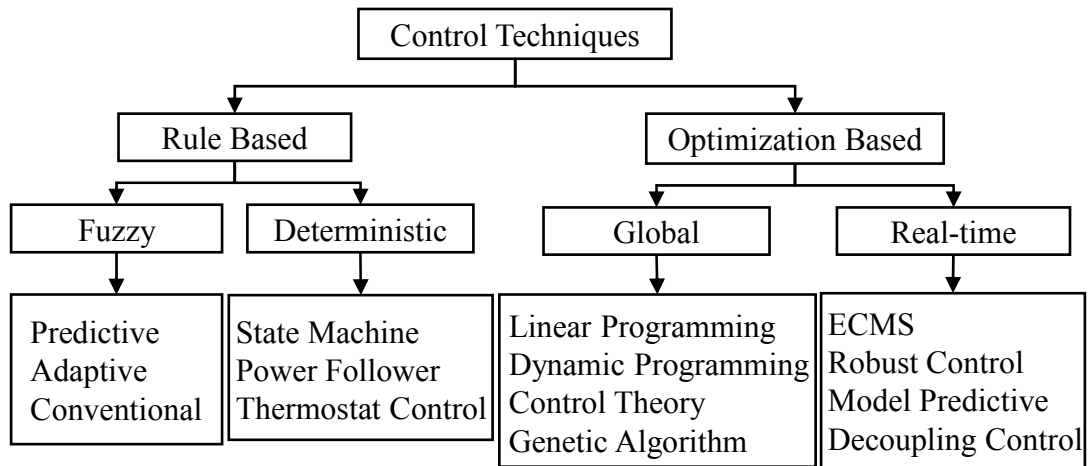 Control Techniques
Rule Based
Optimization Based
Fuzzy
Deterministic
Global
Real-time
Predictive
Adaptive
Conventional
State Machine
Power Follower
Thermostat Control
Linear Programming
Dynamic Programming
Control Theory
Genetic Algorithm
ECMS
Robust Control
Model Predictive
Decoupling Control